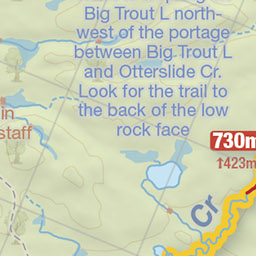 Big Trout L north-
west of the portage
between Big Trout L
and Otterslide Cr.
Look for the trail to
the back of the low
rock face
in
staff
730m
↑423m
Cr